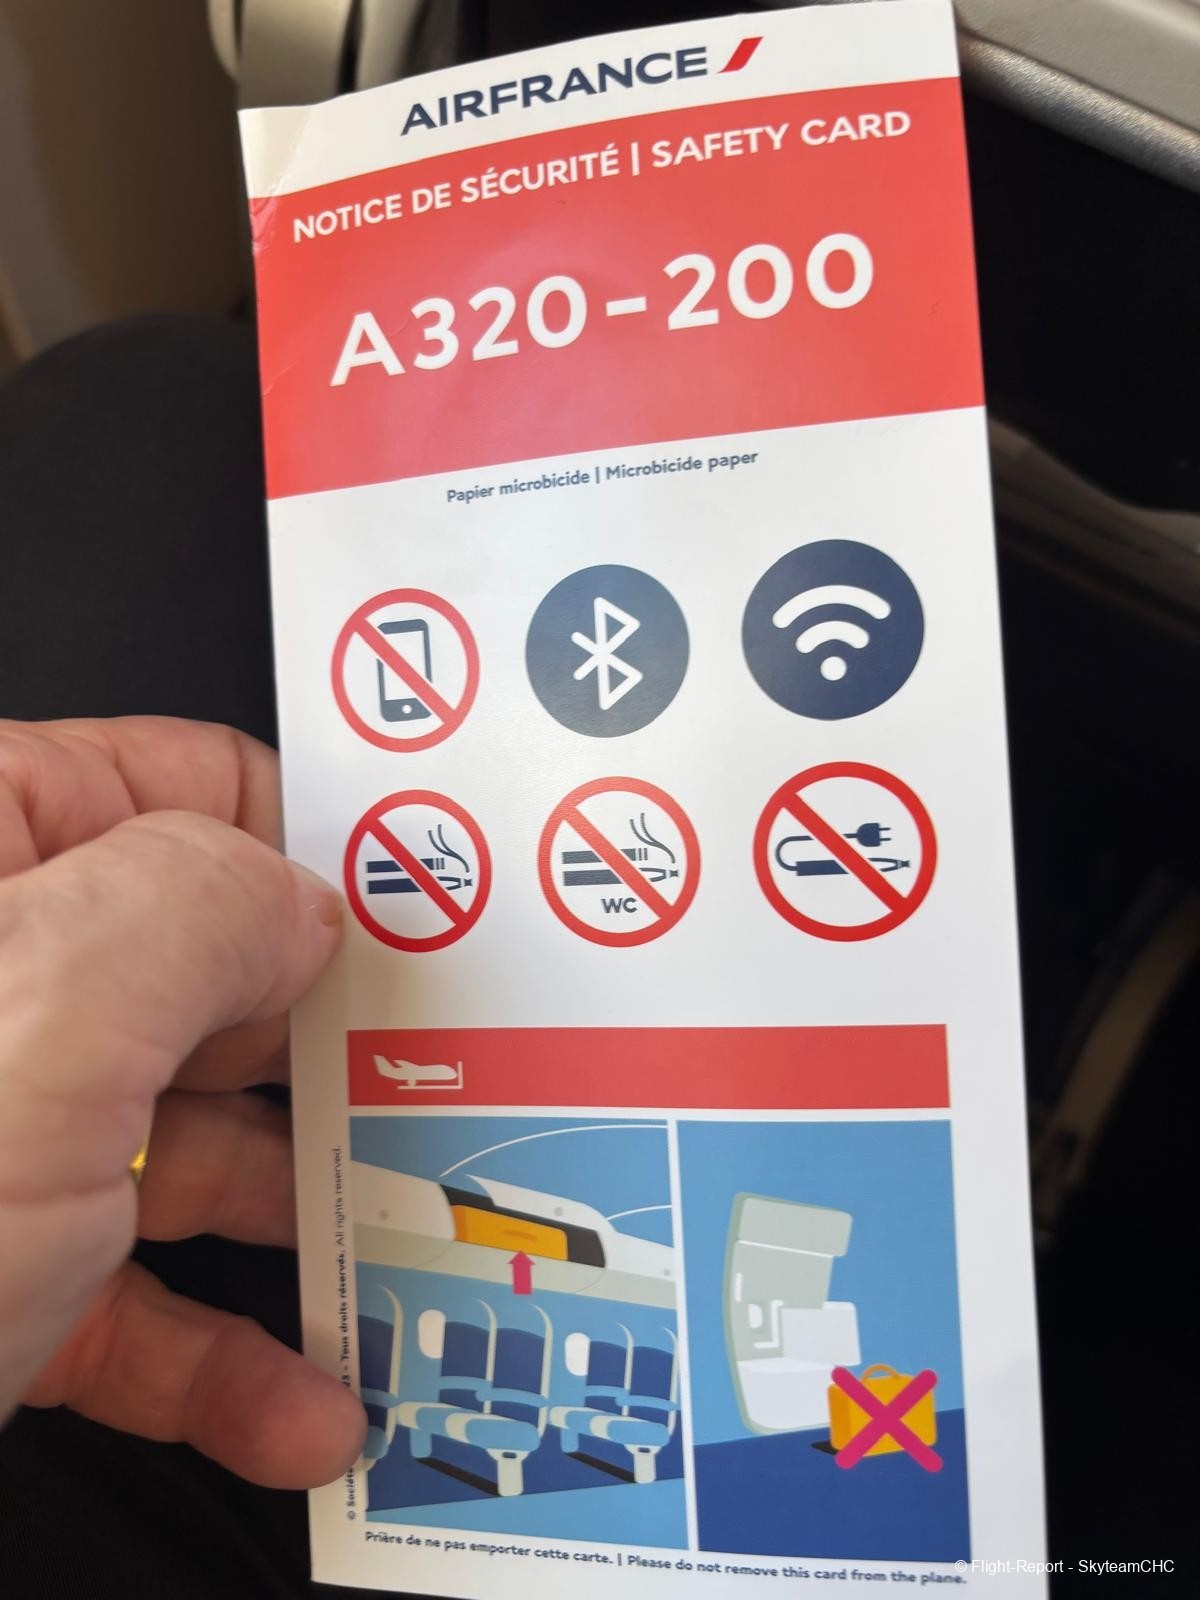 AIRFRANCE
NOTICE DE SÉCURITÉ | SAFETY CARD
A320-200
Papier microbicide | Microbicide paper
WC
© Société
23 - Tous droits réservés. All rights reserved.
Prière de ne pas emporter cette carte. | Please do not remove this card from the plane.
© Flight-Report - SkyteamCHC